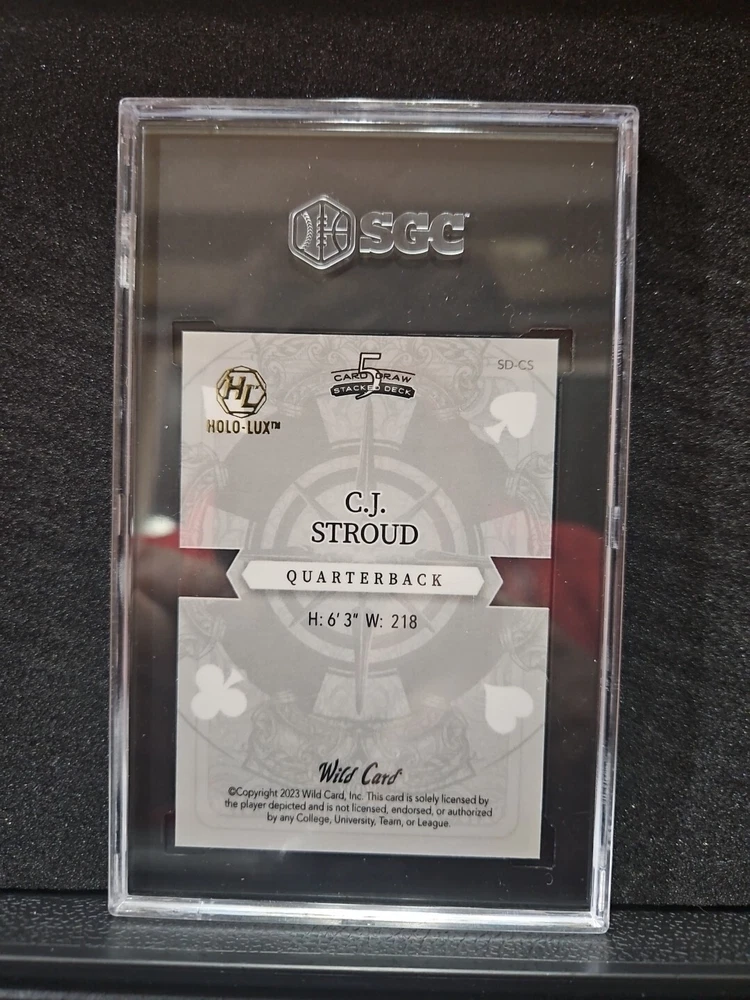 SGC
HL
HOLO-LUX™
5
CARD DRAW
STACKED DECK
SD-CS
C.J.
STROUD
QUARTERBACK
H: 6' 3" W: 218
Wild Card
©Copyright 2023 Wild Card, Inc. This card is solely licensed by
the player depicted and is not licensed, endorsed, or authorized
by any College, University, Team, or League.